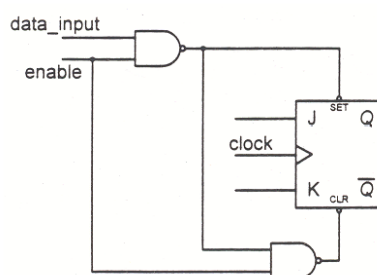 data_input
enable
SET
J Q
clock
K Q̅
CLR